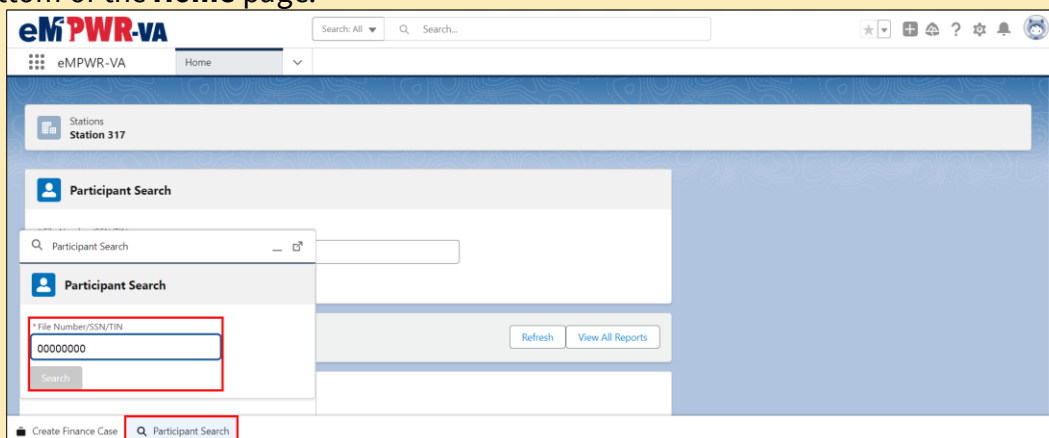 ttom of the Home page.
eMPWR-VA
Search: All
Search...
eMPWR-VA
Home
Stations
Station 317
Participant Search
Participant Search
Participant Search
* File Number/SSN/TIN
00000000
Search
Refresh
View All Reports
Create Finance Case
Participant Search